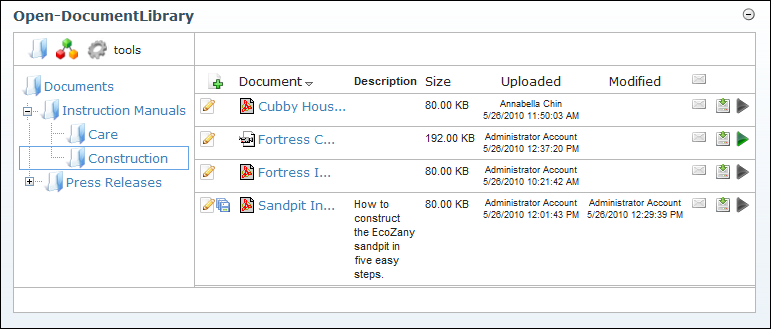 Open-DocumentLibrary
tools
Documents
Instruction Manuals
Care
Construction
Press Releases
Document Description Size Uploaded Modified
Cubby Hous... 80.00 KB Annabella Chin
5/26/2010 11:50:03 AM
Fortress C... 192.00 KB Administrator Account
5/26/2010 12:37:20 PM
Fortress I... 80.00 KB Administrator Account
5/26/2010 10:21:42 AM
Sandpit In... How to 80.00 KB Administrator Account Administrator Account
construct 5/26/2010 12:01:43 PM 5/26/2010 12:29:39 PM
the EcoZany
sandpit in
five easy
steps.